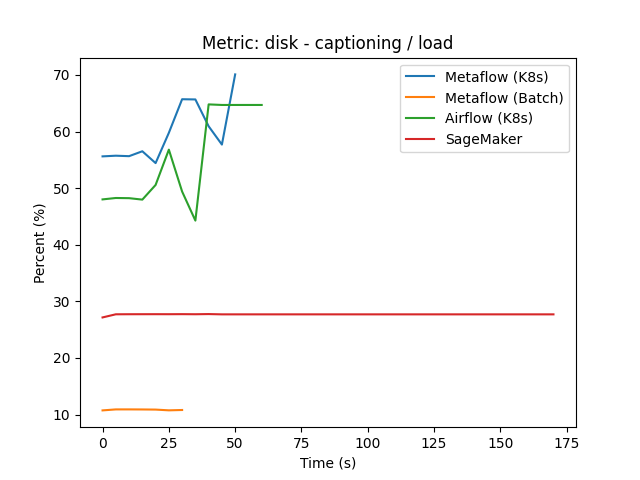 Metric: disk - captioning / load
Metaflow (K8s)
Metaflow (Batch)
Airflow (K8s)
SageMaker
Percent (%)
70
60
50
40
30
20
10
0 25 50 75 100 125 150 175
Time (s)